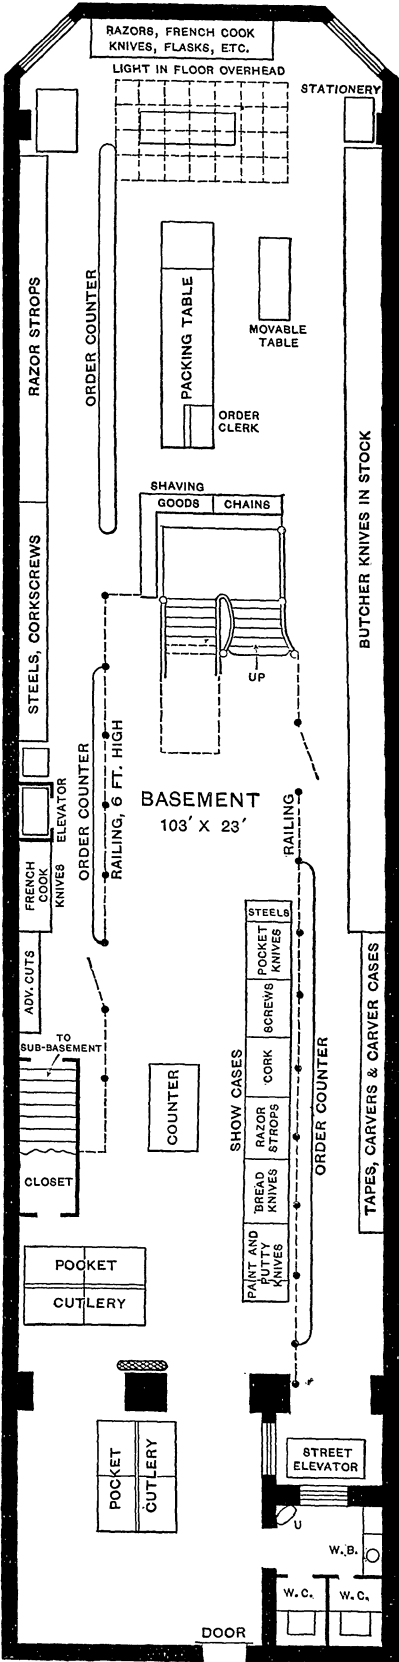 RAZORS, FRENCH COOK
KNIVES, FLASKS, ETC.
LIGHT IN FLOOR OVERHEAD
STATIONERY
RAZOR STROPS
ORDER COUNTER
PACKING TABLE
MOVABLE
TABLE
ORDER
CLERK
BUTCHER KNIVES IN STOCK
SHAVING
GOODS
CHAINS
STEELS, CORKSCREWS
UP
ELEVATOR
ORDER COUNTER
RAILING, 6 FT. HIGH
BASEMENT
103' X 23'
RAILING
FRENCH
COOK
KNIVES
ADV. CUTS
STEELS
POCKET
KNIVES
SCREWS
CORK
RAZOR
STROPS
BREAD
KNIVES
PAINT AND
PUTTY
KNIVES
SHOW CASES
ORDER COUNTER
TAPES, CARVERS & CARVER CASES
TO
SUB-BASEMENT
COUNTER
CLOSET
POCKET
CUTLERY
POCKET
CUTLERY
STREET
ELEVATOR
U
W.B.
W.C.
W.C.
DOOR